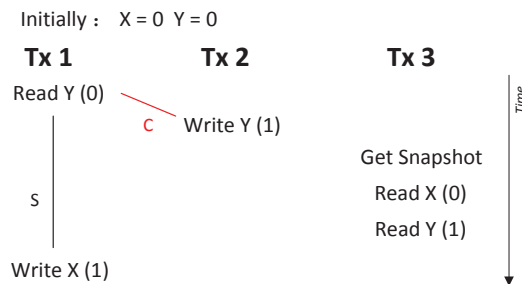 Initially : X = 0 Y = 0
Tx 1 Tx 2 Tx 3
Read Y (0)
C
Write Y (1)
Time
Get Snapshot
Read X (0)
S
Read Y (1)
Write X (1)